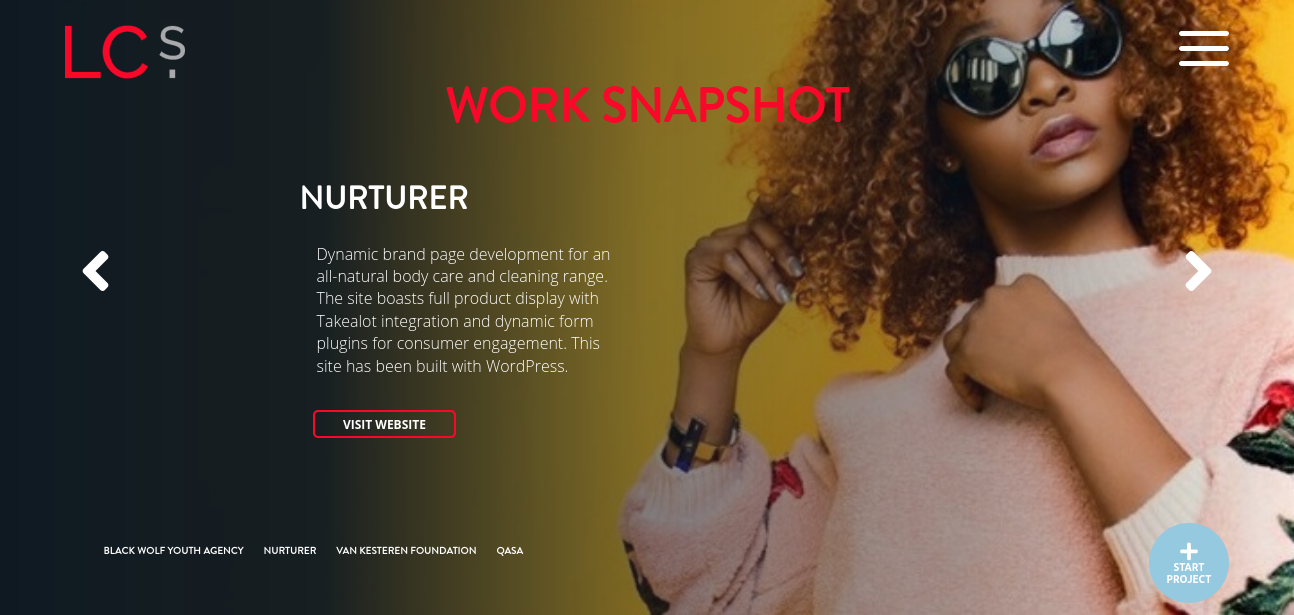 LCS
WORK SNAPSHOT
NURTURER
Dynamic brand page development for an
all-natural body care and cleaning range.
The site boasts full product display with
Takealot integration and dynamic form
plugins for consumer engagement. This
site has been built with WordPress.
VISIT WEBSITE
BLACK WOLF YOUTH AGENCY NURTURER VAN KESTEREN FOUNDATION QASA
START
PROJECT